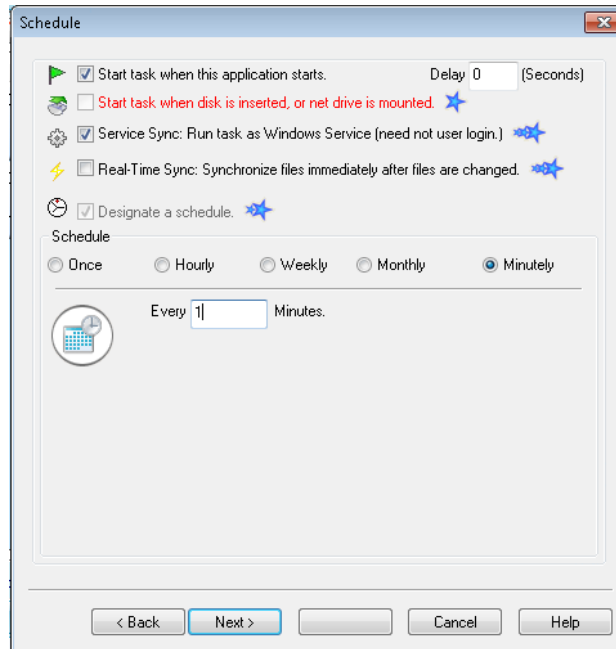 Schedule
Start task when this application starts. Delay 0 (Seconds)
Start task when disk is inserted, or net drive is mounted.
Service Sync: Run task as Windows Service (need not user login.)
Real-Time Sync: Synchronize files immediately after files are changed.
Designate a schedule.
Schedule
Once Hourly Weekly Monthly Minutely
Every 1 Minutes.
< Back Next > Cancel Help